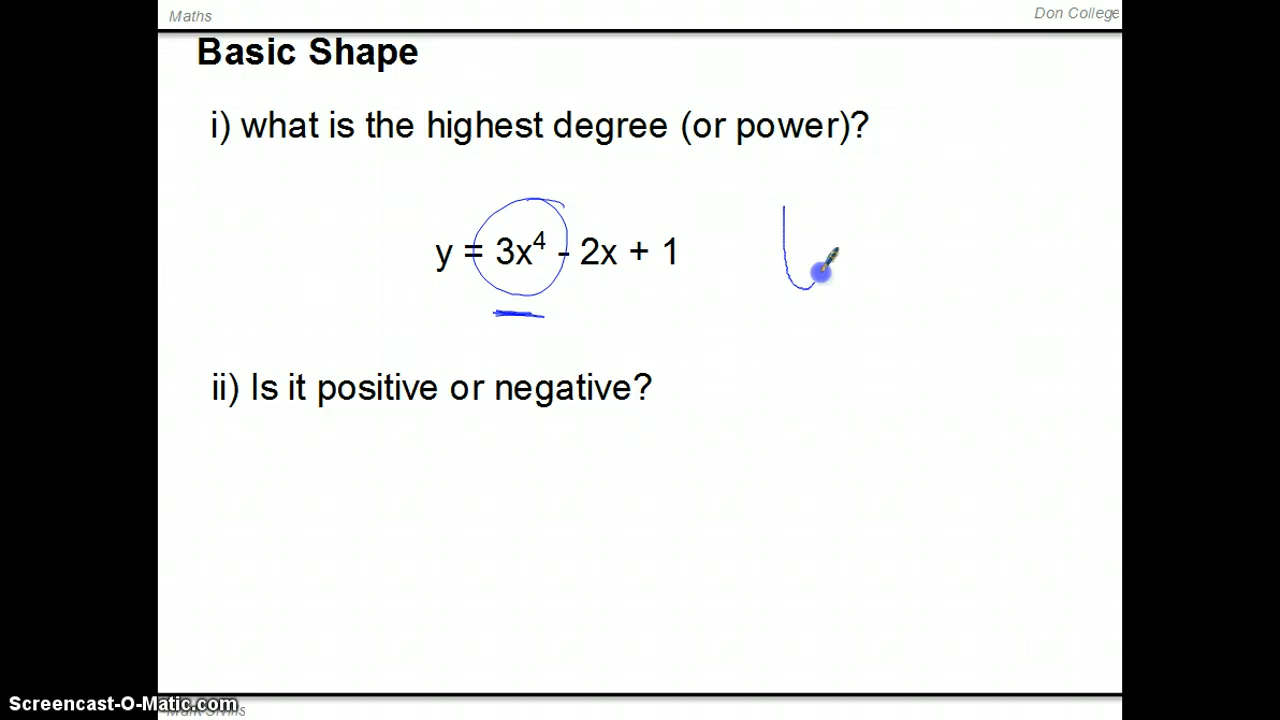 Maths
Don College
Basic Shape
i) what is the highest degree (or power)?
y = 3x⁴ - 2x + 1
ii) Is it positive or negative?
Screencast-O-Matic.com